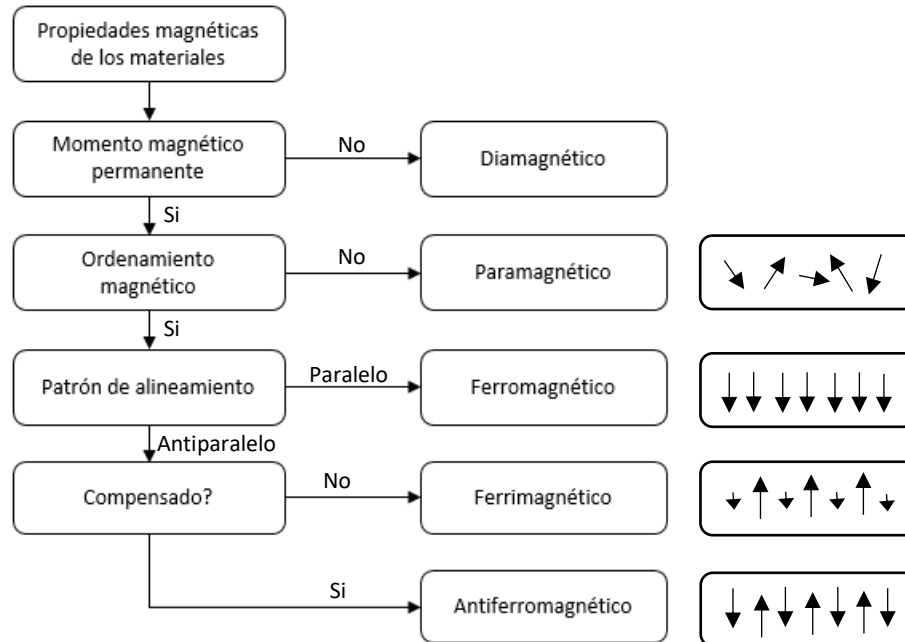 Propiedades magnéticas
de los materiales
Momento magnético
permanente
No
Diamagnético
Si
Ordenamiento
magnético
No
Paramagnético
Si
Patrón de alineamiento
Paralelo
Ferromagnético
Antiparalelo
Compensado?
No
Ferrimagnético
Si
Antiferromagnético